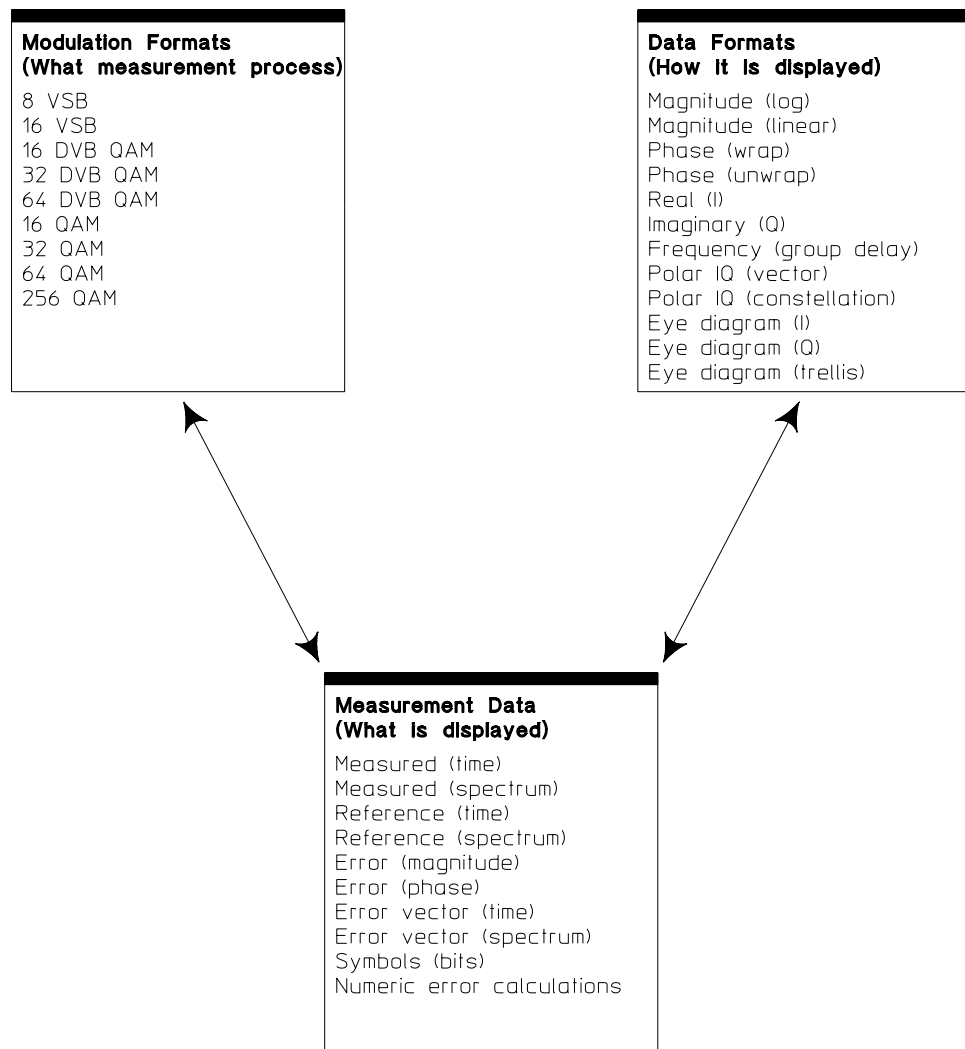 Modulation Formats
(What measurement process)
8 VSB
16 VSB
16 DVB QAM
32 DVB QAM
64 DVB QAM
16 QAM
32 QAM
64 QAM
256 QAM
Data Formats
(How it is displayed)
Magnitude (log)
Magnitude (linear)
Phase (wrap)
Phase (unwrap)
Real (I)
Imaginary (Q)
Frequency (group delay)
Polar IQ (vector)
Polar IQ (constellation)
Eye diagram (I)
Eye diagram (Q)
Eye diagram (trellis)
Measurement Data
(What is displayed)
Measured (time)
Measured (spectrum)
Reference (time)
Reference (spectrum)
Error (magnitude)
Error (phase)
Error vector (time)
Error vector (spectrum)
Symbols (bits)
Numeric error calculations